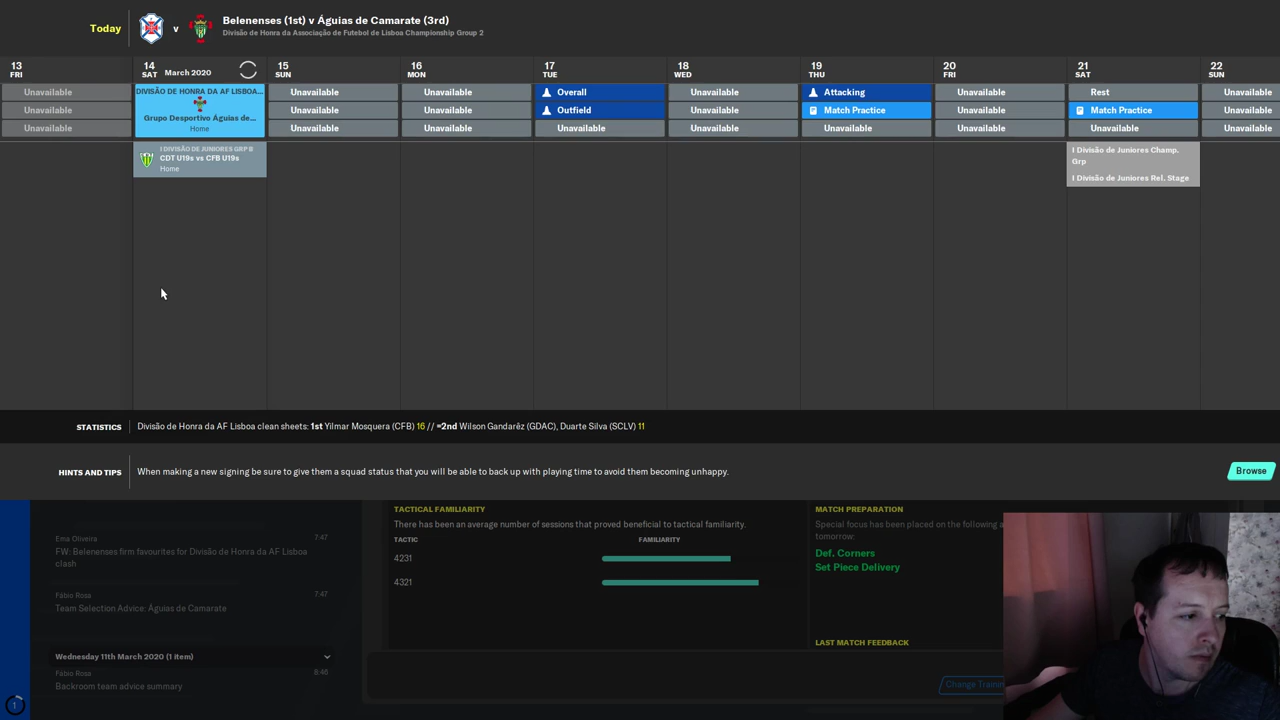 Today
v
Belenenses (1st) v Águias de Camarate (3rd)
Divisão de Honra da Associação de Futebol de Lisboa Championship Group 2
13
FRI
14
SAT
March 2020
15
SUN
16
MON
17
TUE
18
WED
19
THU
20
FRI
21
SAT
22
SUN
Unavailable
DIVISÃO DE HONRA DA AF LISBOA...
Unavailable
Unavailable
Overall
Unavailable
Attacking
Unavailable
Rest
Unavailable
Unavailable
Grupo Desportivo Águias de...
Unavailable
Unavailable
Outfield
Unavailable
Match Practice
Unavailable
Match Practice
Unavailable
Unavailable
Home
Unavailable
Unavailable
Unavailable
Unavailable
Unavailable
Unavailable
Unavailable
Unavailable
I DIVISÃO DE JUNIORES GRP B
CDT U19s vs CFB U19s
Home
I Divisão de Juniores Champ.
Grp
I Divisão de Juniores Rel. Stage
STATISTICS
Divisão de Honra da AF Lisboa clean sheets: 1st Yilmar Mosquera (CFB) 16 // =2nd Wilson Gandarêz (GDAC), Duarte Silva (SCLV) 11
HINTS AND TIPS
When making a new signing be sure to give them a squad status that you will be able to back up with playing time to avoid them becoming unhappy.
Browse
Ema Oliveira
7:47
FW: Belenenses firm favourites for Divisão de Honra da AF Lisboa
clash
Fábio Rosa
7:47
Team Selection Advice: Águias de Camarate
Wednesday 11th March 2020 (1 item)
Fábio Rosa
8:46
Backroom team advice summary
TACTICAL FAMILIARITY
There has been an average number of sessions that proved beneficial to tactical familiarity.
TACTIC
FAMILIARITY
4231
4321
MATCH PREPARATION
Special focus has been placed on the following a
tomorrow:
Def. Corners
Set Piece Delivery
LAST MATCH FEEDBACK
Change Trainin
1